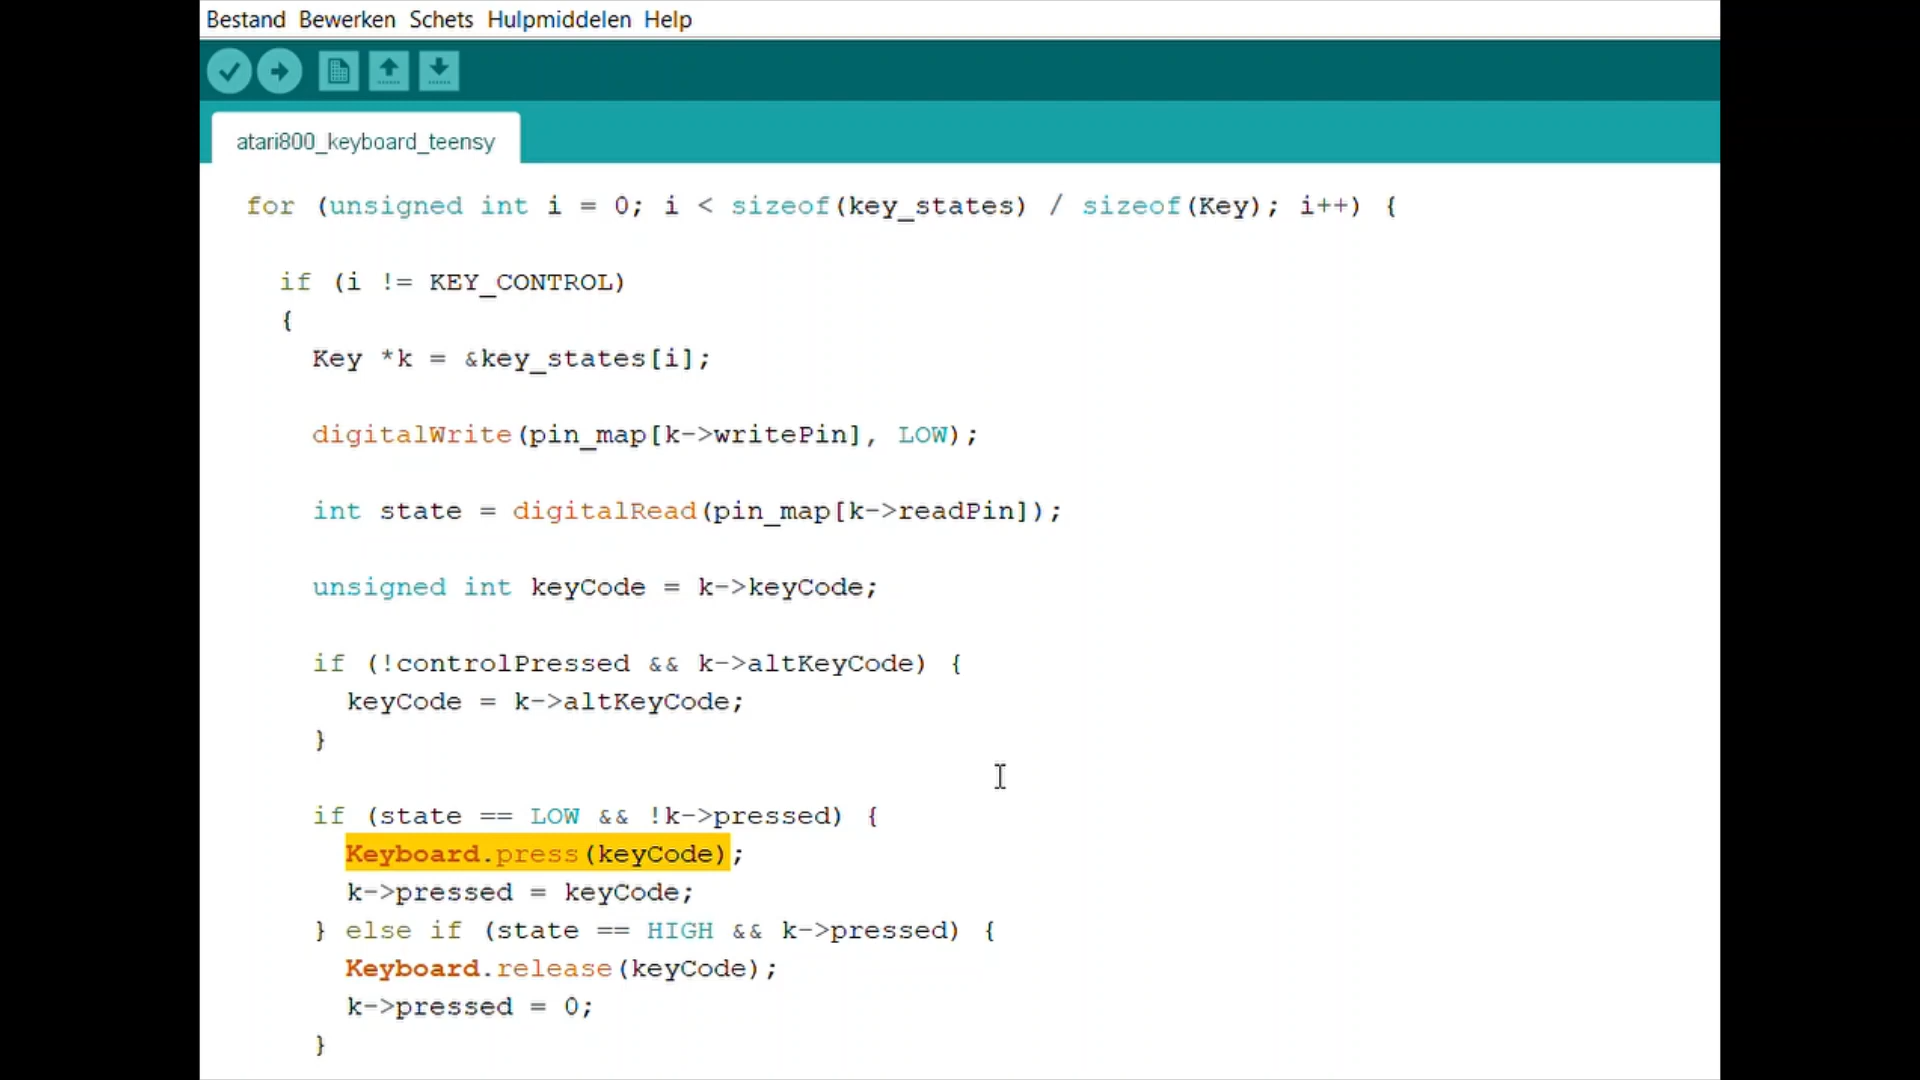 Bestand Bewerken Schets Hulpmiddelen Help
atari800_keyboard_teensy
for (unsigned int i = 0; i < sizeof(key_states) / sizeof(Key); i++) {
if (i != KEY_CONTROL)
{
Key *k = &key_states[i];
digitalWrite(pin_map[k->writePin], LOW);
int state = digitalRead(pin_map[k->readPin]);
unsigned int keyCode = k->keyCode;
if (!controlPressed && k->altKeyCode) {
keyCode = k->altKeyCode;
}
if (state == LOW && !k->pressed) {
Keyboard.press(keyCode);
k->pressed = keyCode;
} else if (state == HIGH && k->pressed) {
Keyboard.release(keyCode);
k->pressed = 0;
}